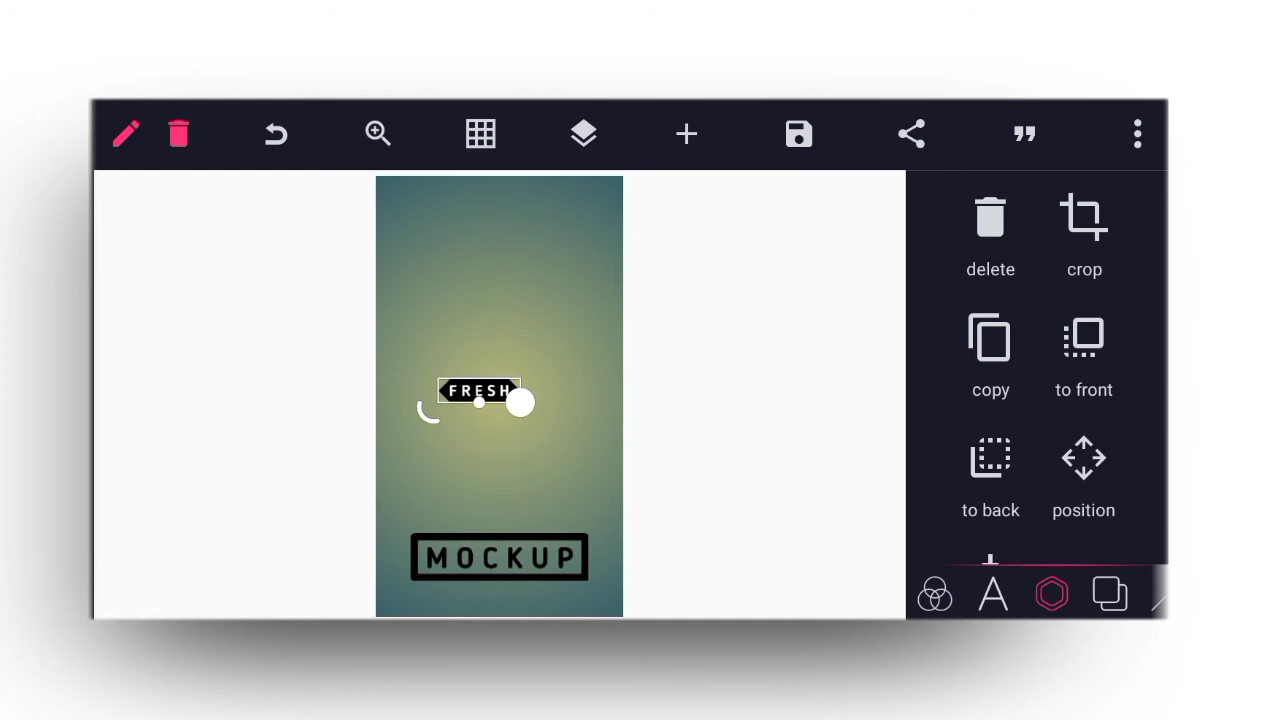 delete
crop
FRESH
copy
to front
to back
position
MOCKUP